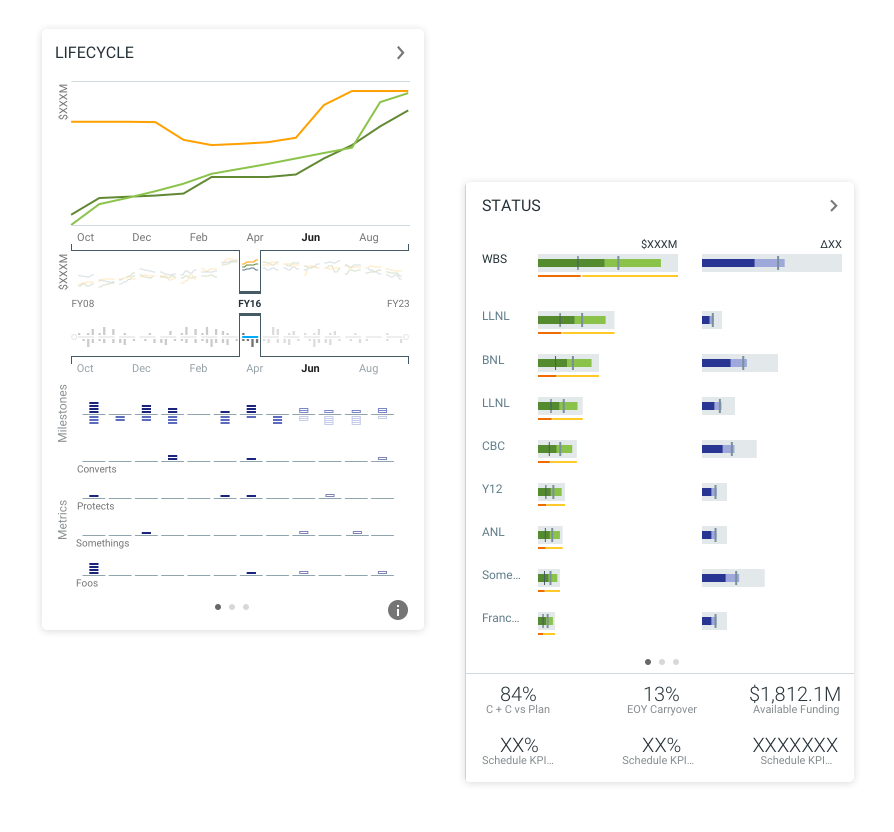 LIFECYCLE
$XXXM
Oct Dec Feb Apr Jun Aug
$XXXM
FY08 FY16 FY23
Oct Dec Feb Apr Jun Aug
Milestones
Converts
Protects
Metrics
Somethings
Foos
STATUS
$XXXM ΔXX
WBS
LLNL
BNL
LLNL
CBC
Y12
ANL
Some...
Franc...
84% 13% $1,812.1M
C + C vs Plan EOY Carryover Available Funding
XX% XX% XXXXXXX
Schedule KPI... Schedule KPI... Schedule KPI...